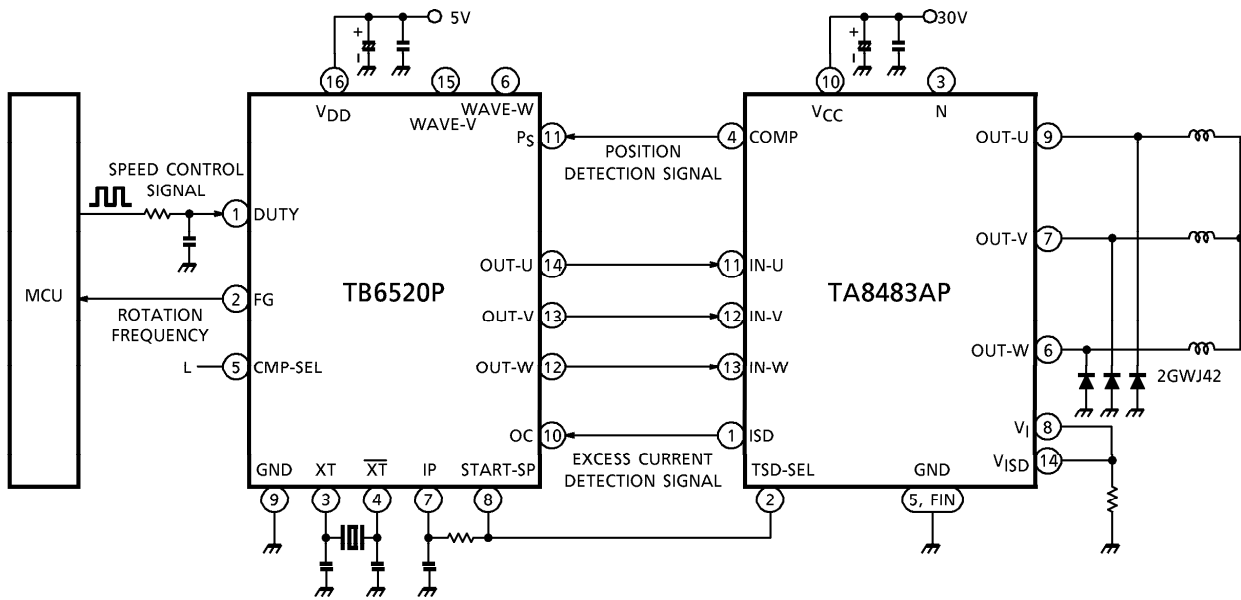 +
-
5V
+
-
30V
16
15
6
10
3
VDD
WAVE-V
WAVE-W
VCC
N
PS
11
4
COMP
OUT-U
9
POSITION
DETECTION SIGNAL
SPEED CONTROL
SIGNAL
1
DUTY
OUT-V
7
OUT-U
14
11
IN-U
MCU
2
FG
TB6520P
TA8483AP
ROTATION
FREQUENCY
OUT-V
13
12
IN-V
OUT-W
6
L
5
CMP-SEL
OUT-W
12
13
IN-W
2GWJ42
OC
10
1
ISD
VI
8
EXCESS CURRENT
DETECTION SIGNAL
VISD
14
GND
XT
XT
IP
START-SP
TSD-SEL
GND
9
3
4
7
8
2
5, FIN